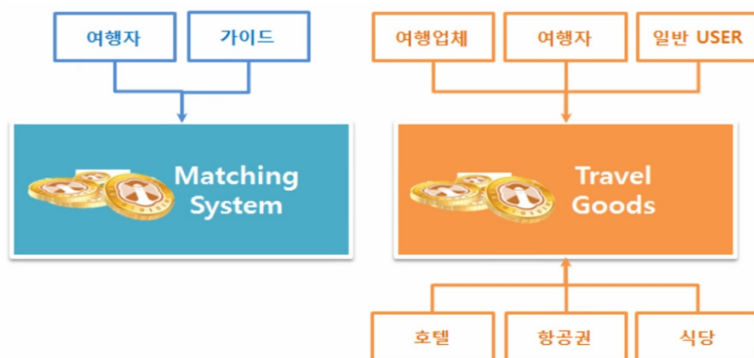 여행자
가이드
여행업체
여행자
일반 USER
Matching
System
Travel
Goods
호텔
항공권
식당